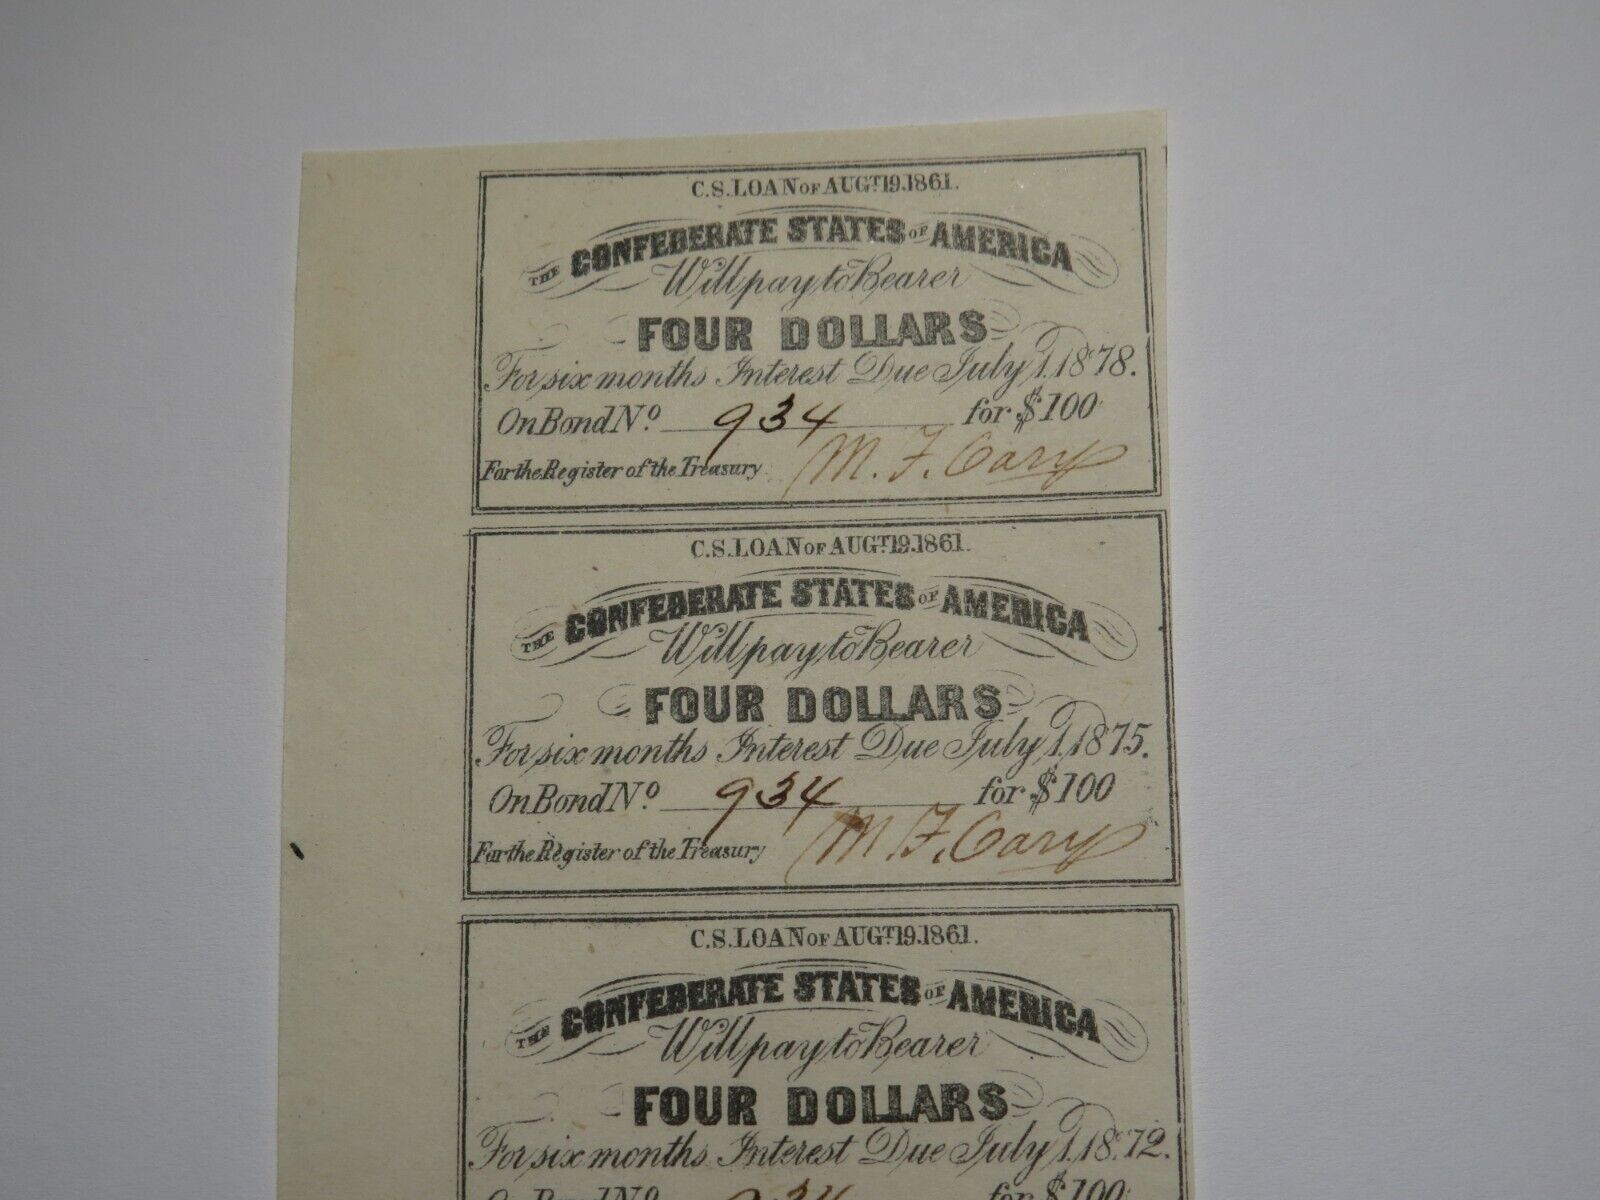 C.S. LOAN OF AUGT. 19. 1861.
THE CONFEDERATE STATES OF AMERICA
Will pay to Bearer
FOUR DOLLARS
For six months Interest Due July 1, 1878.
On Bond No. 934 for $100
For the Register of the Treasury M. F. Cary
C.S. LOAN OF AUGT. 19. 1861.
THE CONFEDERATE STATES OF AMERICA
Will pay to Bearer
FOUR DOLLARS
For six months Interest Due July 1, 1875.
On Bond No. 934 for $100
For the Register of the Treasury M. F. Cary
C.S. LOAN OF AUGT. 19. 1861.
THE CONFEDERATE STATES OF AMERICA
Will pay to Bearer
FOUR DOLLARS
For six months Interest Due July 1, 1872.
On Bond No. 934 for $100